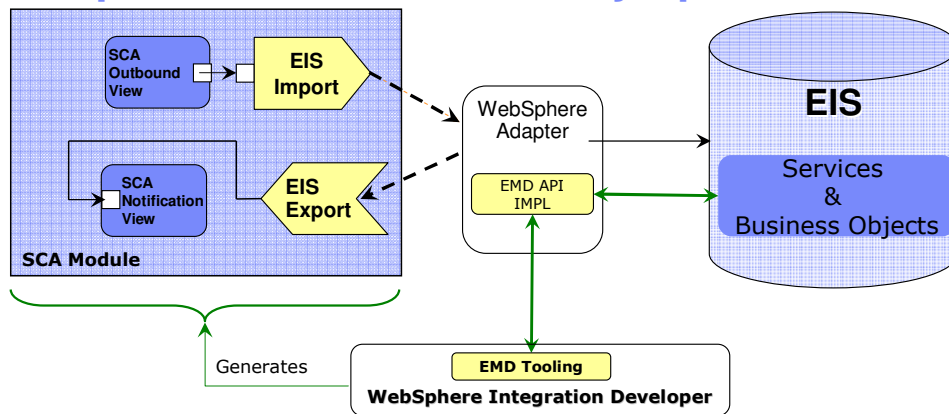 SCA
Outbound
View
EIS
Import
WebSphere
Adapter
EIS
SCA
Notification
View
EIS
Export
EMD API
IMPL
Services
&
Business Objects
SCA Module
Generates
EMD Tooling
WebSphere Integration Developer